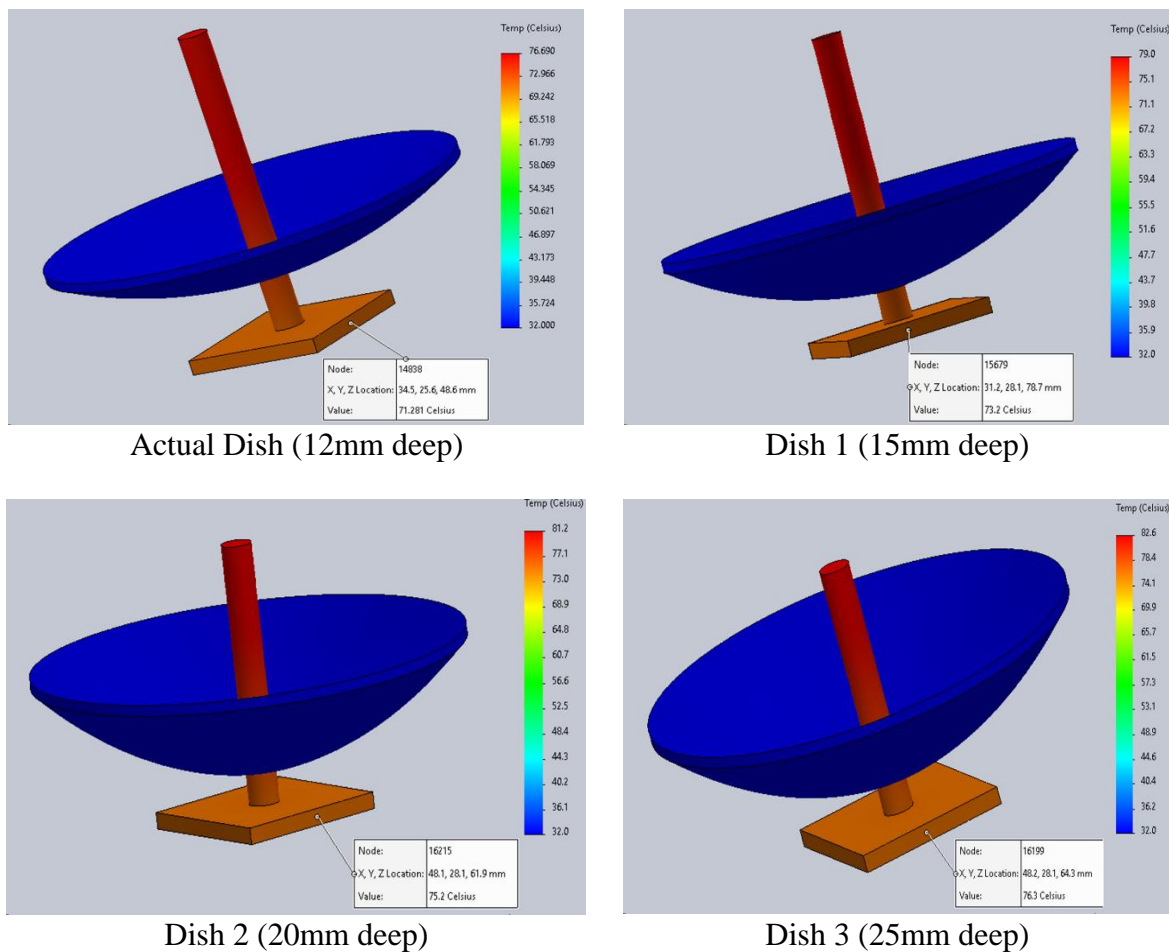 Temp (Celsius)
76.690
72.966
69.242
65.518
61.793
58.069
54.345
50.621
46.897
43.173
39.448
35.724
32.000
Node: 14838
X, Y, Z Location: 34.5, 25.6, 48.6 mm
Value: 71.281 Celsius
Actual Dish (12mm deep)
Temp (Celsius)
79.0
75.1
71.1
67.2
63.3
59.4
55.5
51.6
47.7
43.7
39.8
35.9
32.0
Node: 15679
X, Y, Z Location: 31.2, 28.1, 78.7 mm
Value: 73.2 Celsius
Dish 1 (15mm deep)
Temp (Celsius)
81.2
77.1
73.0
68.9
64.8
60.7
56.6
52.5
48.4
44.3
40.2
36.1
32.0
Node: 16215
X, Y, Z Location: 48.1, 28.1, 61.9 mm
Value: 75.2 Celsius
Dish 2 (20mm deep)
Temp (Celsius)
82.6
78.4
74.1
69.9
65.7
61.5
57.3
53.1
48.9
44.6
40.4
36.2
32.0
Node: 16199
X, Y, Z Location: 48.2, 28.1, 64.3 mm
Value: 76.3 Celsius
Dish 3 (25mm deep)